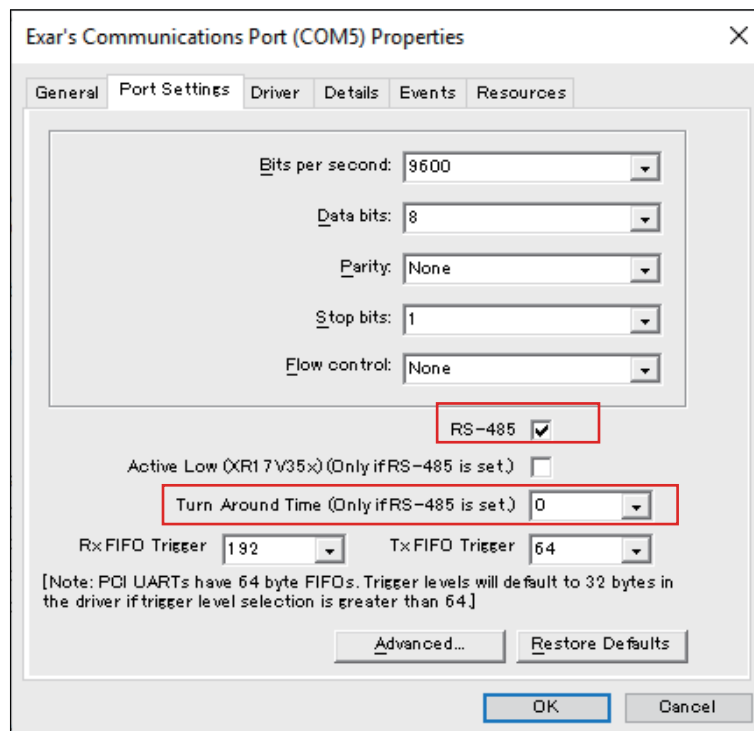 Exar's Communications Port (COM5) Properties
General Port Settings Driver Details Events Resources
Bits per second: 9600
Data bits: 8
Parity: None
Stop bits: 1
Flow control: None
RS-485
Active Low (XR17V35x)(Only if RS-485 is set.)
Turn Around Time (Only if RS-485 is set.) 0
Rx FIFO Trigger 192 Tx FIFO Trigger 64
[Note: PCI UARTs have 64 byte FIFOs. Trigger levels will default to 32 bytes in
the driver if trigger level selection is greater than 64.]
Advanced... Restore Defaults
OK Cancel